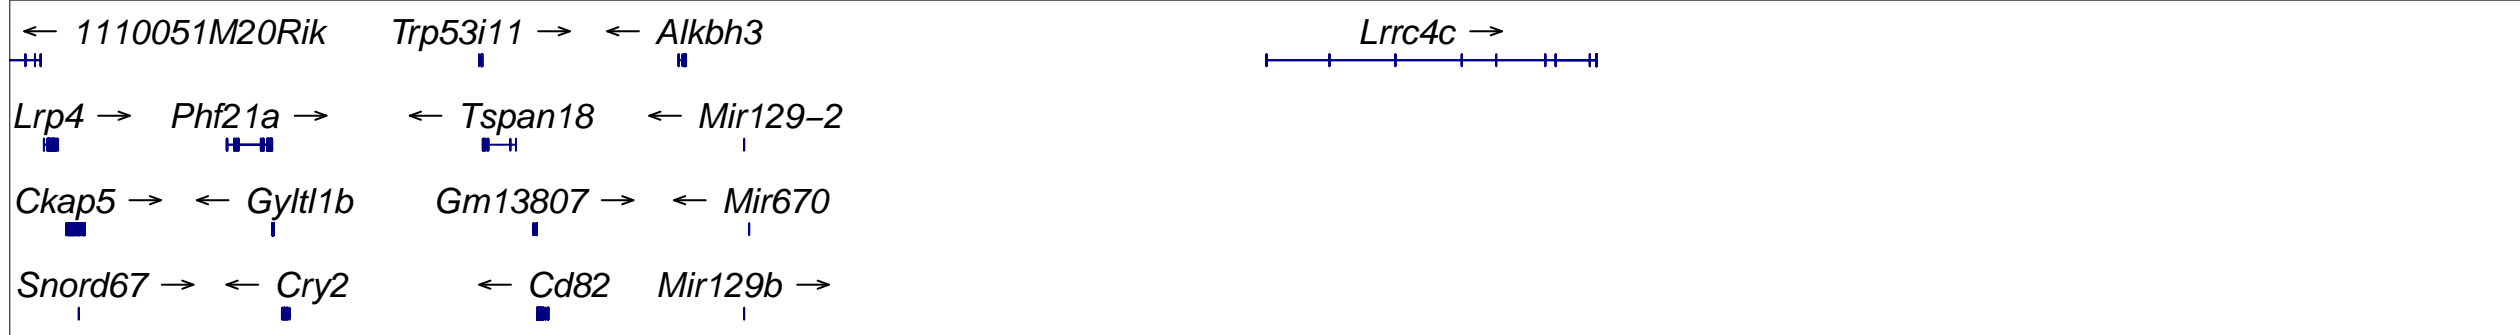 ← 1110051M20Rik Trp53i11 → ← Alkbh3 Lrrc4c →
Lrp4 → Phf21a → ← Tspan18 ← Mir129−2
Ckap5 → ← Gyltl1b Gm13807 → ← Mir670
Snord67 → ← Cry2 ← Cd82 Mir129b →